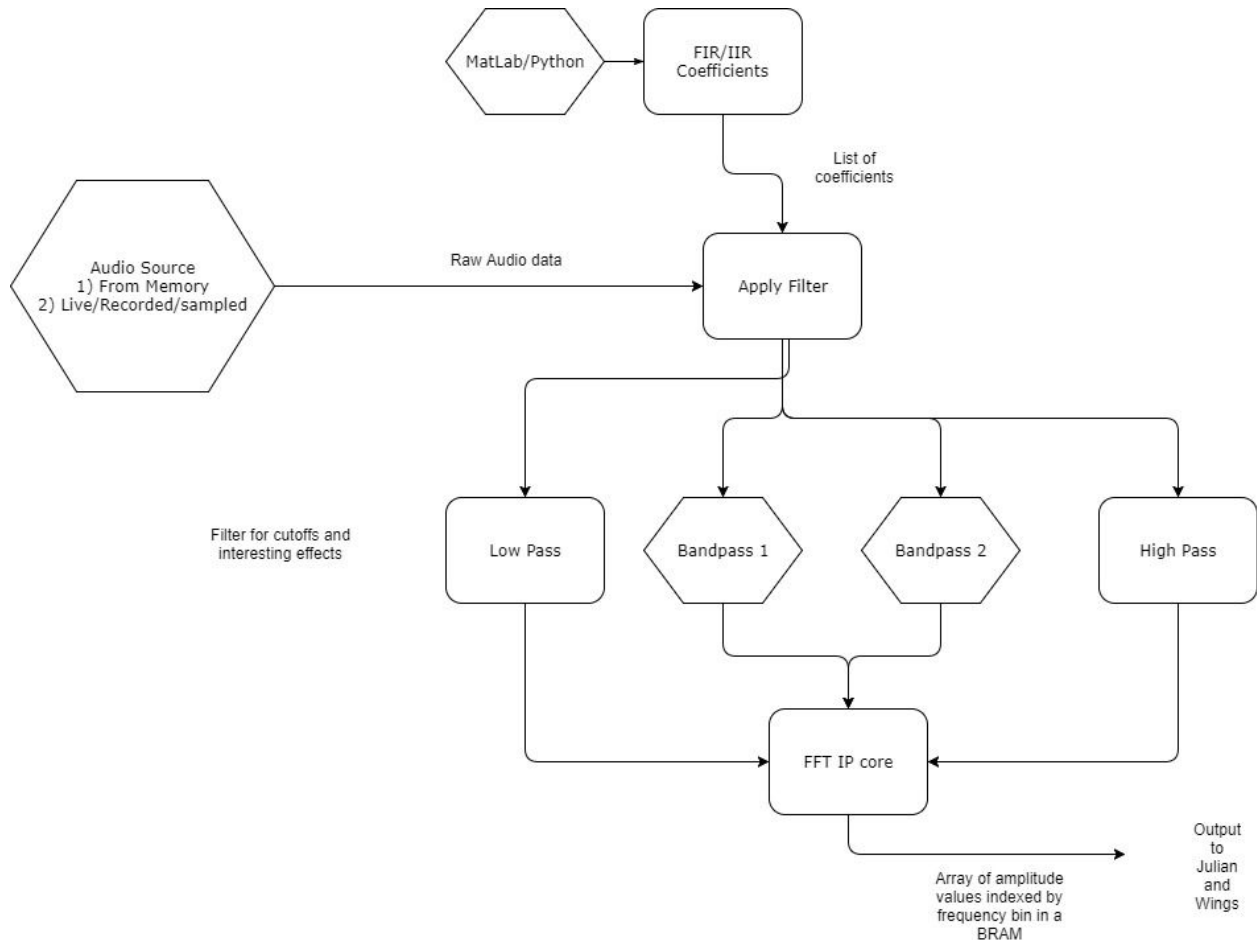 MatLab/Python
FIR/IIR
Coefficients
List of
coefficients
Audio Source
1) From Memory
2) Live/Recorded/sampled
Raw Audio data
Apply Filter
Filter for cutoffs and
interesting effects
Low Pass
Bandpass 1
Bandpass 2
High Pass
FFT IP core
Array of amplitude
values indexed by
frequency bin in a
BRAM
Output
to
Julian
and
Wings